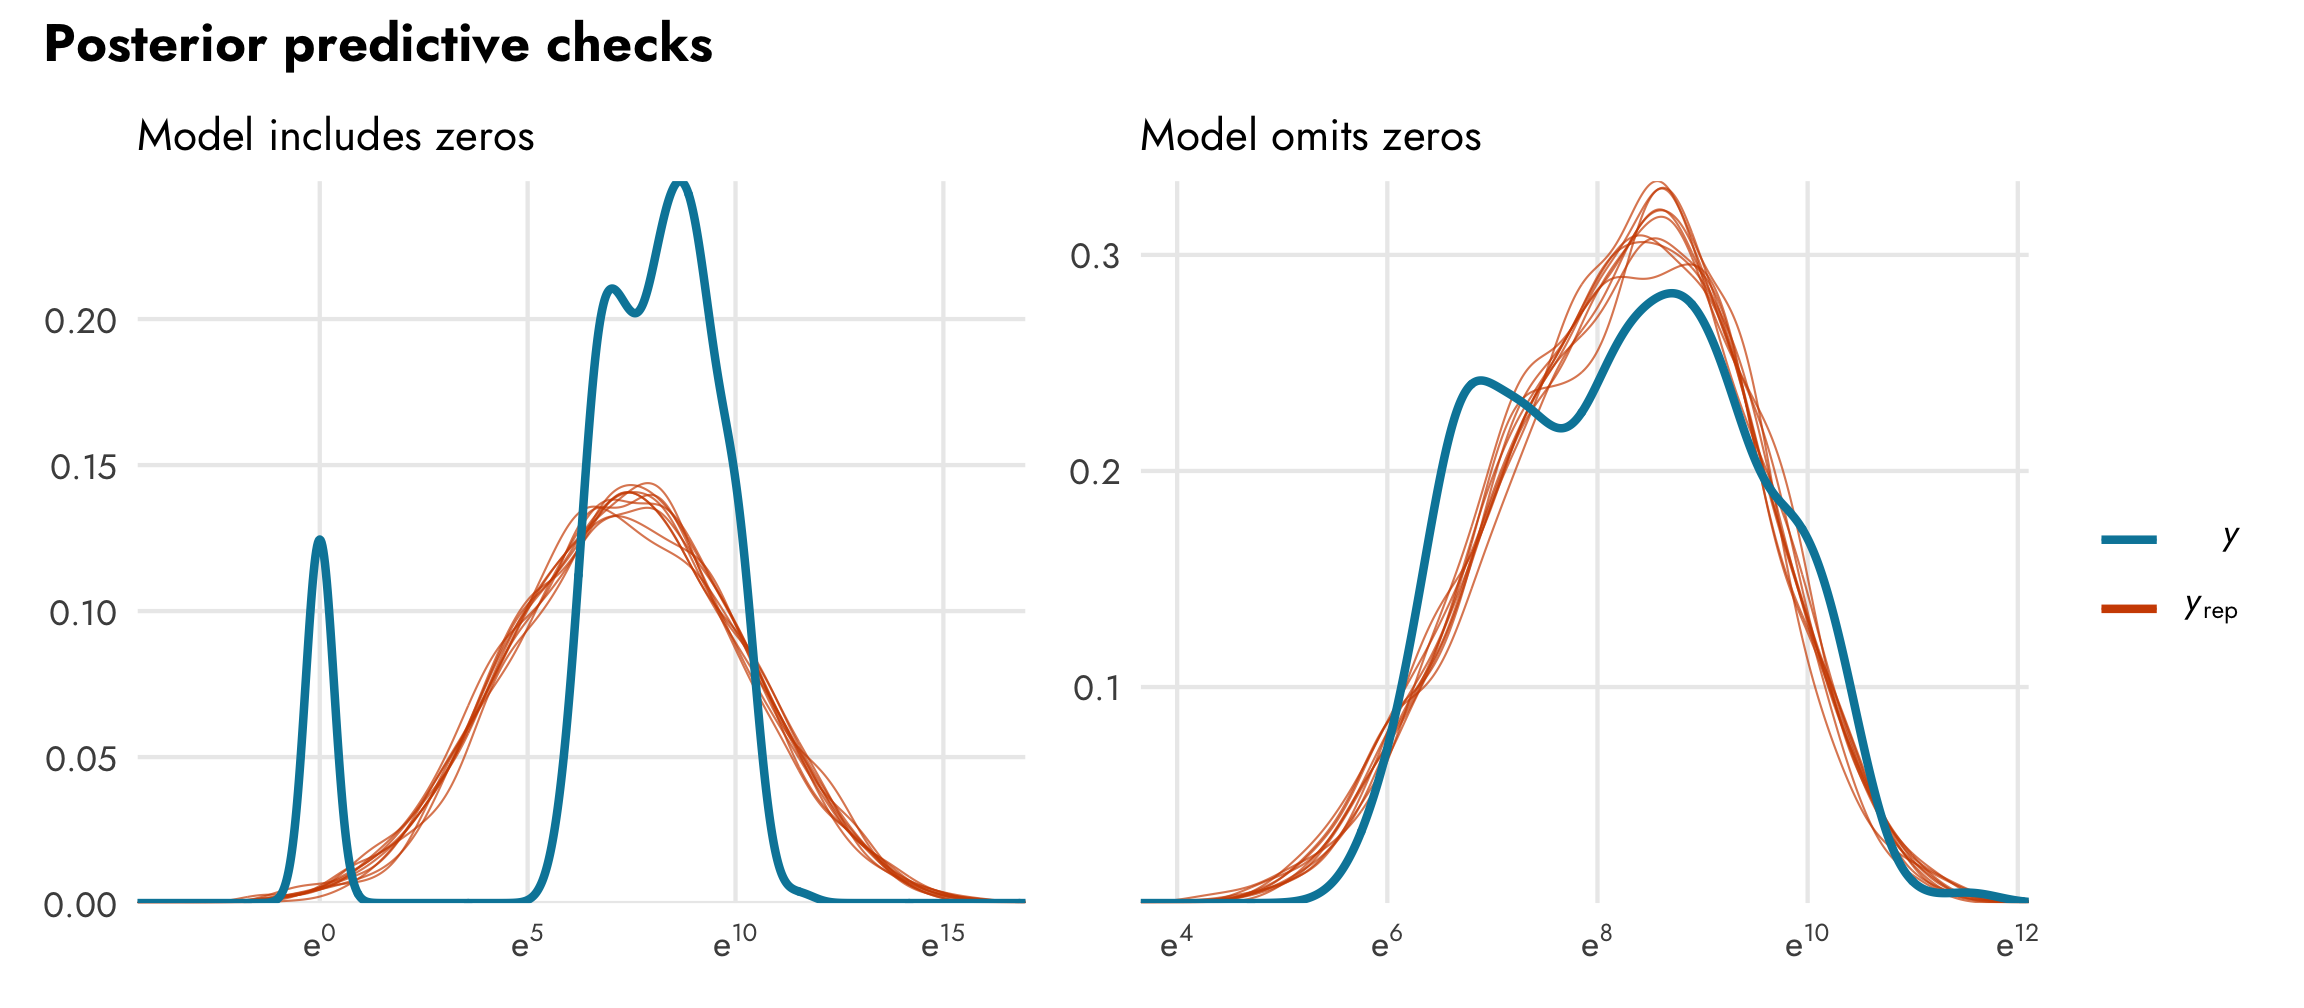 Posterior predictive checks
Model includes zeros
0.20
0.15
0.10
0.05
0.00
e⁰ e⁵ e¹⁰ e¹⁵
Model omits zeros
0.3
0.2
0.1
e⁴ e⁶ e⁸ e¹⁰ e¹²
y
y rep